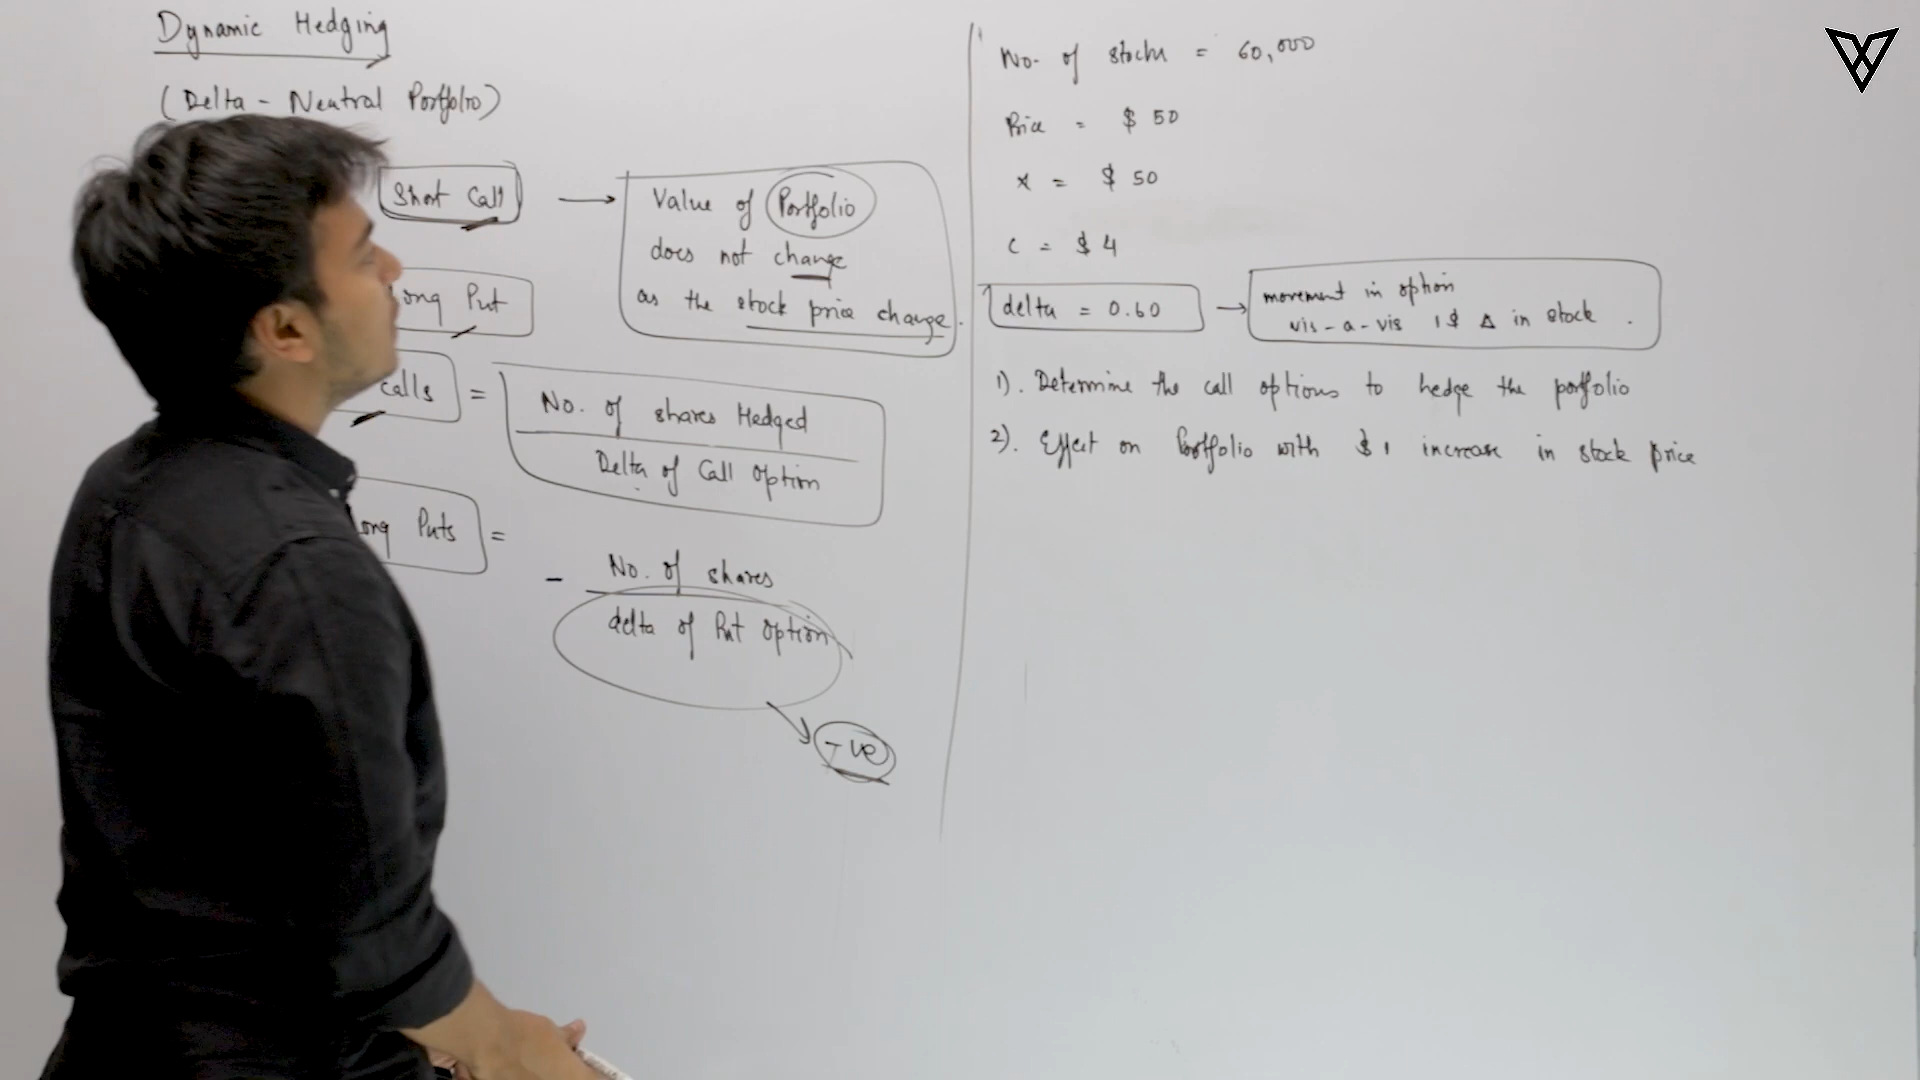 Dynamic Hedging
(Delta - Neutral Portfolio)
Short Call
Value of Portfolio
does not change
as the stock price change.
Put
calls =
No. of shares Hedged
Delta of Call Option
Puts =
- No. of shares
delta of Put Option
-ve
No. of stocks = 60,000
Price = $ 50
X = $ 50
C = $ 4
delta = 0.60
movement in option
vis-a-vis 1$ Δ in stock.
1). Determine the call options to hedge the portfolio
2). Effect on Portfolio with $1 increase in stock price